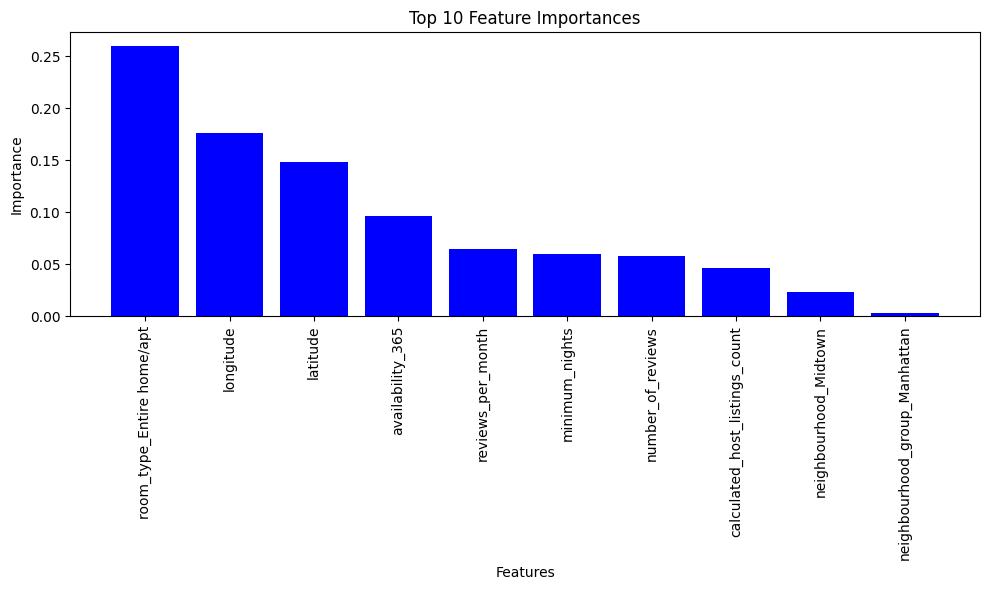 Top 10 Feature Importances
Importance
0.25
0.20
0.15
0.10
0.05
0.00
room_type_Entire home/apt
longitude
latitude
availability_365
reviews_per_month
minimum_nights
number_of_reviews
calculated_host_listings_count
neighbourhood_Midtown
neighbourhood_group_Manhattan
Features